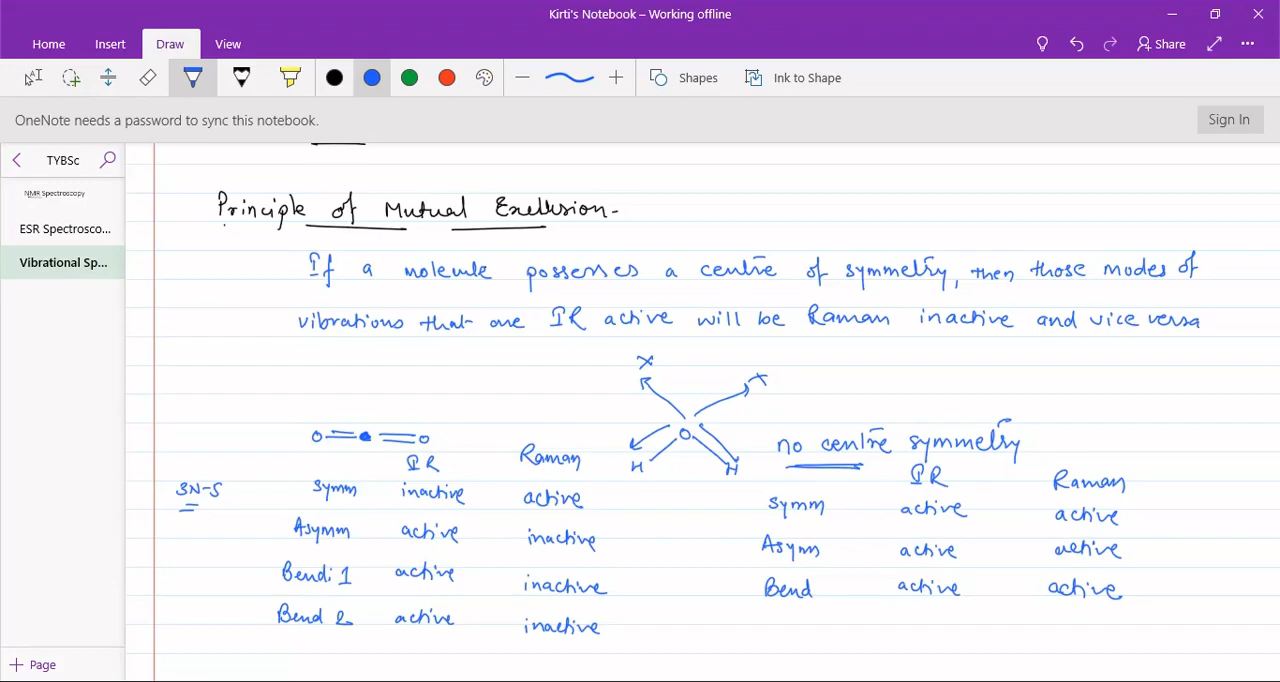 Kirti's Notebook – Working offline
Home Insert Draw View
Share
Shapes Ink to Shape
OneNote needs a password to sync this notebook.
Sign In
TYBSc
NMR Spectroscopy
ESR Spectrosco...
Vibrational Sp...
Page
Principle of Mutual Exclusion-
If a molecule possesses a centre of symmetry, then those modes of
vibrations that are IR active will be Raman inactive and vice versa
X X
O = = O
O
H H
no centre symmetry
IR Raman
3N-5 Symm inactive active
Asymm active inactive
Bendi 1 active inactive
Bend 2 active inactive
IR Raman
Symm active active
Asymm active active
Bend active active